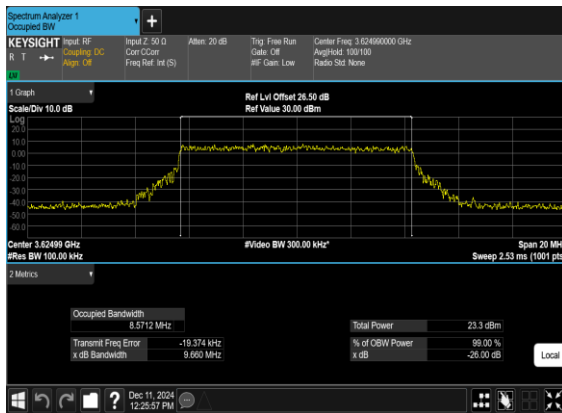 Spectrum Analyzer 1
Occupied BW
+
KEYSIGHT
R T
Input: RF
Coupling: DC
Align: Off
Input Z: 50 Ω
Corr CCorr
Freq Ref: Int (S)
Atten: 20 dB
Trig: Free Run
Gate: Off
#IF Gain: Low
Center Freq: 3.624990000 GHz
Avg|Hold: 100/100
Radio Std: None
1 Graph
Scale/Div 10.0 dB
Ref Lvl Offset 26.50 dB
Ref Value 30.00 dBm
Log
20.0
10.0
0.00
-10.0
-20.0
-30.0
-40.0
-50.0
-60.0
Center 3.62499 GHz
#Video BW 300.00 kHz*
Span 20 MH
#Res BW 100.00 kHz
Sweep 2.53 ms (1001 pts
2 Metrics
Occupied Bandwidth
8.5712 MHz
Total Power 23.3 dBm
Transmit Freq Error -19.374 kHz
% of OBW Power 99.00 %
x dB Bandwidth 9.660 MHz
x dB -26.00 dB
Local
?
Dec 11, 2024
12:25:57 PM